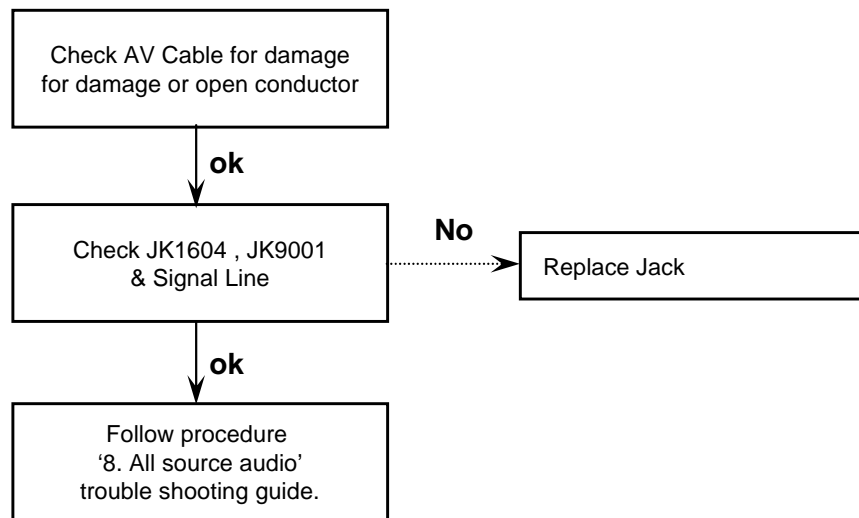 Check AV Cable for damage
for damage or open conductor
ok
Check JK1604 , JK9001
& Signal Line
No
Replace Jack
ok
Follow procedure
‘8. All source audio’
trouble shooting guide.